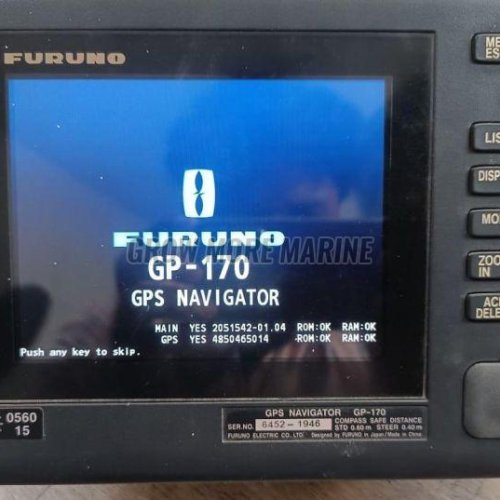 FURUNO
ME
ES
LIS
DISP
MO
ZOO
IN
ACK
DELE
FURUNO
GROW MORE MARINE
GP-170
GPS NAVIGATOR
MAIN YES 2051542-01.04 ROM:OK RAM:OK
GPS YES 4850465014 ROM:OK RAM:OK
Push any key to skip.
0560
15
GPS NAVIGATOR GP-170
SER.NO. 6452-1946 COMPASS SAFE DISTANCE
STD 0.60 m STEER 0.40 m
FURUNO ELECTRIC CO.,LTD. Designed by FURUNO in Japan/Made in China